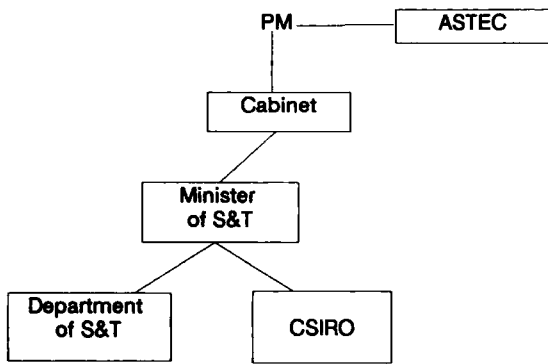 PM
ASTEC
Cabinet
Minister
of S&T
Department
of S&T
CSIRO